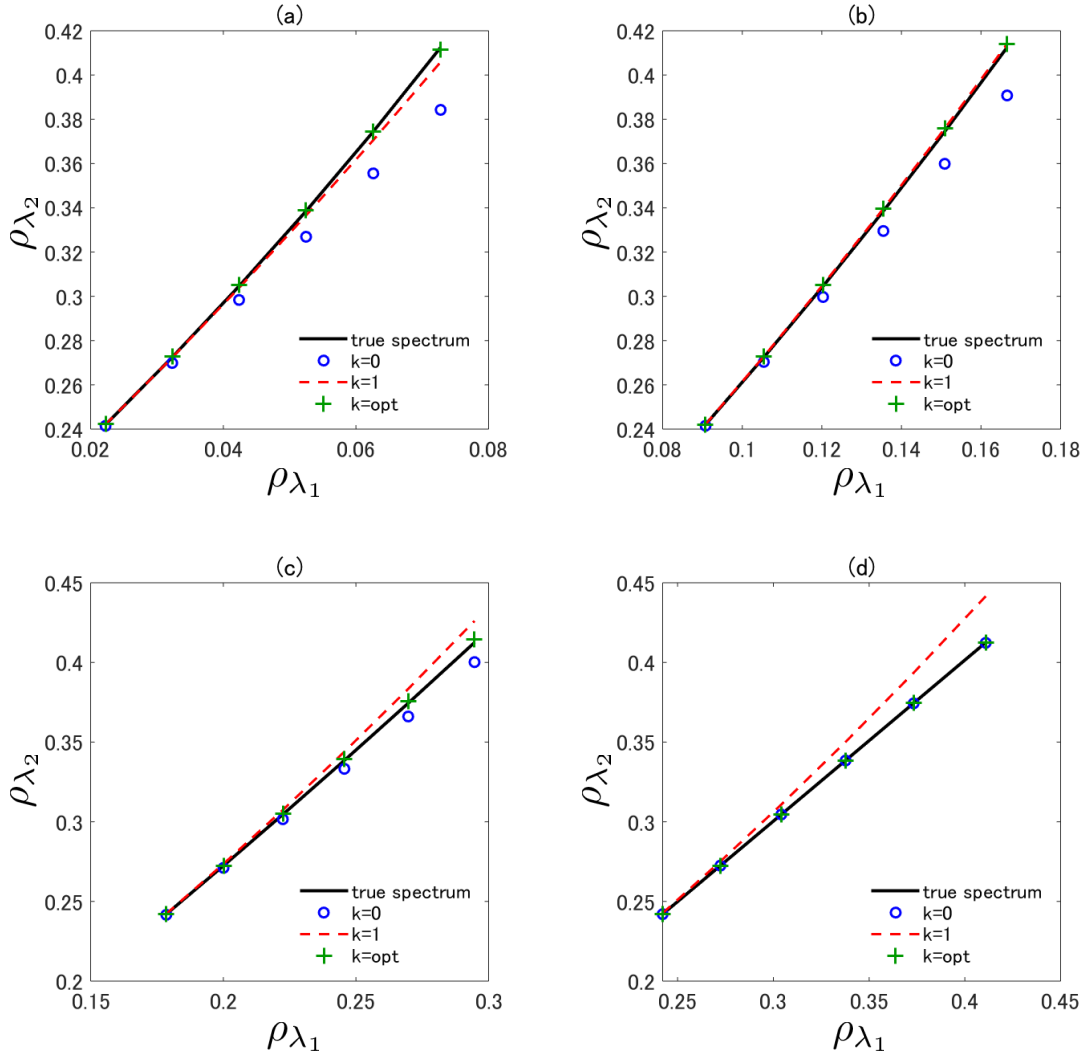 (a)
0.42
0.4
0.38
0.36
0.34
0.32
0.3
0.28
0.26
0.24
ρλ₂
true spectrum
k=0
k=1
k=opt
0.02 0.04 0.06 0.08
ρλ₁
(b)
0.42
0.4
0.38
0.36
0.34
0.32
0.3
0.28
0.26
0.24
ρλ₂
true spectrum
k=0
k=1
k=opt
0.08 0.1 0.12 0.14 0.16 0.18
ρλ₁
(c)
0.45
0.4
0.35
0.3
0.25
0.2
ρλ₂
true spectrum
k=0
k=1
k=opt
0.15 0.2 0.25 0.3
ρλ₁
(d)
0.45
0.4
0.35
0.3
0.25
0.2
ρλ₂
true spectrum
k=0
k=1
k=opt
0.25 0.3 0.35 0.4 0.45
ρλ₁